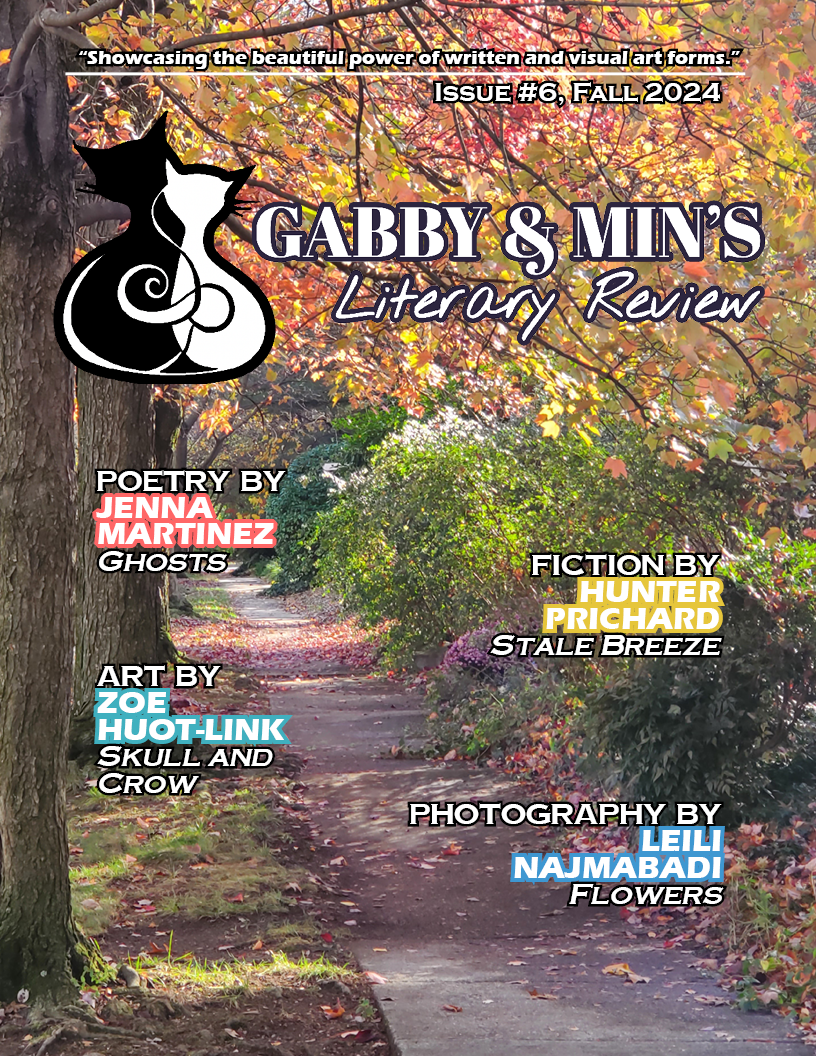 “Showcasing the beautiful power of written and visual art forms.”
Issue #6, Fall 2024
GABBY & MIN’S
Literary Review
POETRY BY
JENNA
MARTINEZ
Ghosts
FICTION BY
HUNTER
PRICHARD
Stale Breeze
ART BY
ZOE
HUOT-LINK
Skull and
Crow
PHOTOGRAPHY BY
LEILI
NAJMABADI
Flowers